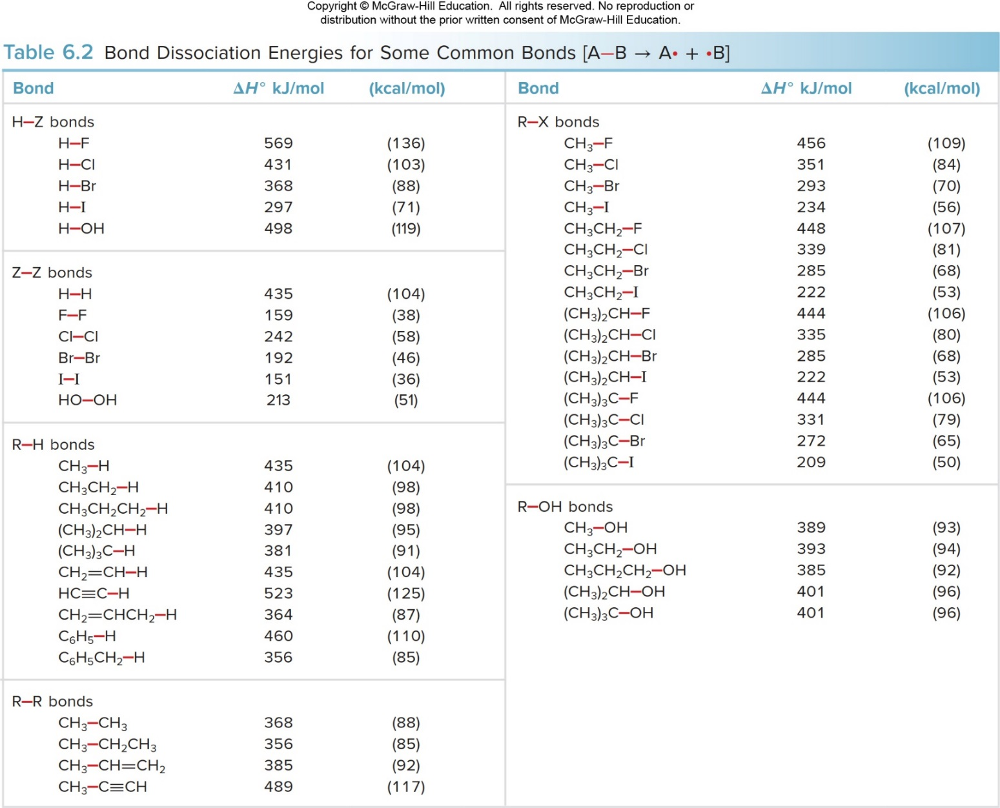 Copyright © McGraw-Hill Education. All rights reserved. No reproduction or
distribution without the prior written consent of McGraw-Hill Education.
Table 6.2 Bond Dissociation Energies for Some Common Bonds [A—B → A• + •B]
Bond ΔH° kJ/mol (kcal/mol)
H—Z bonds
H—F 569 (136)
H—Cl 431 (103)
H—Br 368 (88)
H—I 297 (71)
H—OH 498 (119)
Z—Z bonds
H—H 435 (104)
F—F 159 (38)
Cl—Cl 242 (58)
Br—Br 192 (46)
I—I 151 (36)
HO—OH 213 (51)
R—H bonds
CH₃—H 435 (104)
CH₃CH₂—H 410 (98)
CH₃CH₂CH₂—H 410 (98)
(CH₃)₂CH—H 397 (95)
(CH₃)₃C—H 381 (91)
CH₂=CH—H 435 (104)
HC≡C—H 523 (125)
CH₂=CHCH₂—H 364 (87)
C₆H₅—H 460 (110)
C₆H₅CH₂—H 356 (85)
R—R bonds
CH₃—CH₃ 368 (88)
CH₃—CH₂CH₃ 356 (85)
CH₃—CH=CH₂ 385 (92)
CH₃—C≡CH 489 (117)
Bond ΔH° kJ/mol (kcal/mol)
R—X bonds
CH₃—F 456 (109)
CH₃—Cl 351 (84)
CH₃—Br 293 (70)
CH₃—I 234 (56)
CH₃CH₂—F 448 (107)
CH₃CH₂—Cl 339 (81)
CH₃CH₂—Br 285 (68)
CH₃CH₂—I 222 (53)
(CH₃)₂CH—F 444 (106)
(CH₃)₂CH—Cl 335 (80)
(CH₃)₂CH—Br 285 (68)
(CH₃)₂CH—I 222 (53)
(CH₃)₃C—F 444 (106)
(CH₃)₃C—Cl 331 (79)
(CH₃)₃C—Br 272 (65)
(CH₃)₃C—I 209 (50)
R—OH bonds
CH₃—OH 389 (93)
CH₃CH₂—OH 393 (94)
CH₃CH₂CH₂—OH 385 (92)
(CH₃)₂CH—OH 401 (96)
(CH₃)₃C—OH 401 (96)